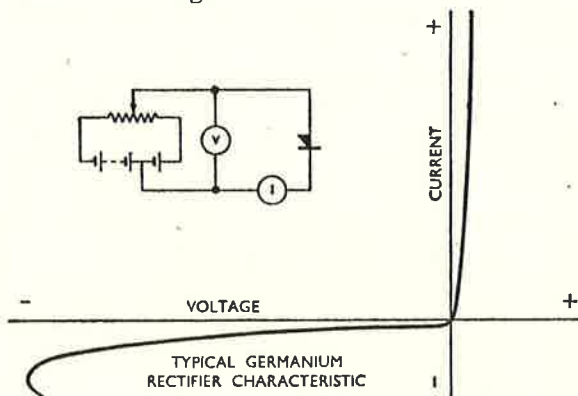 +
V
I
CURRENT
-
VOLTAGE
+
TYPICAL GERMANIUM
RECTIFIER CHARACTERISTIC
-